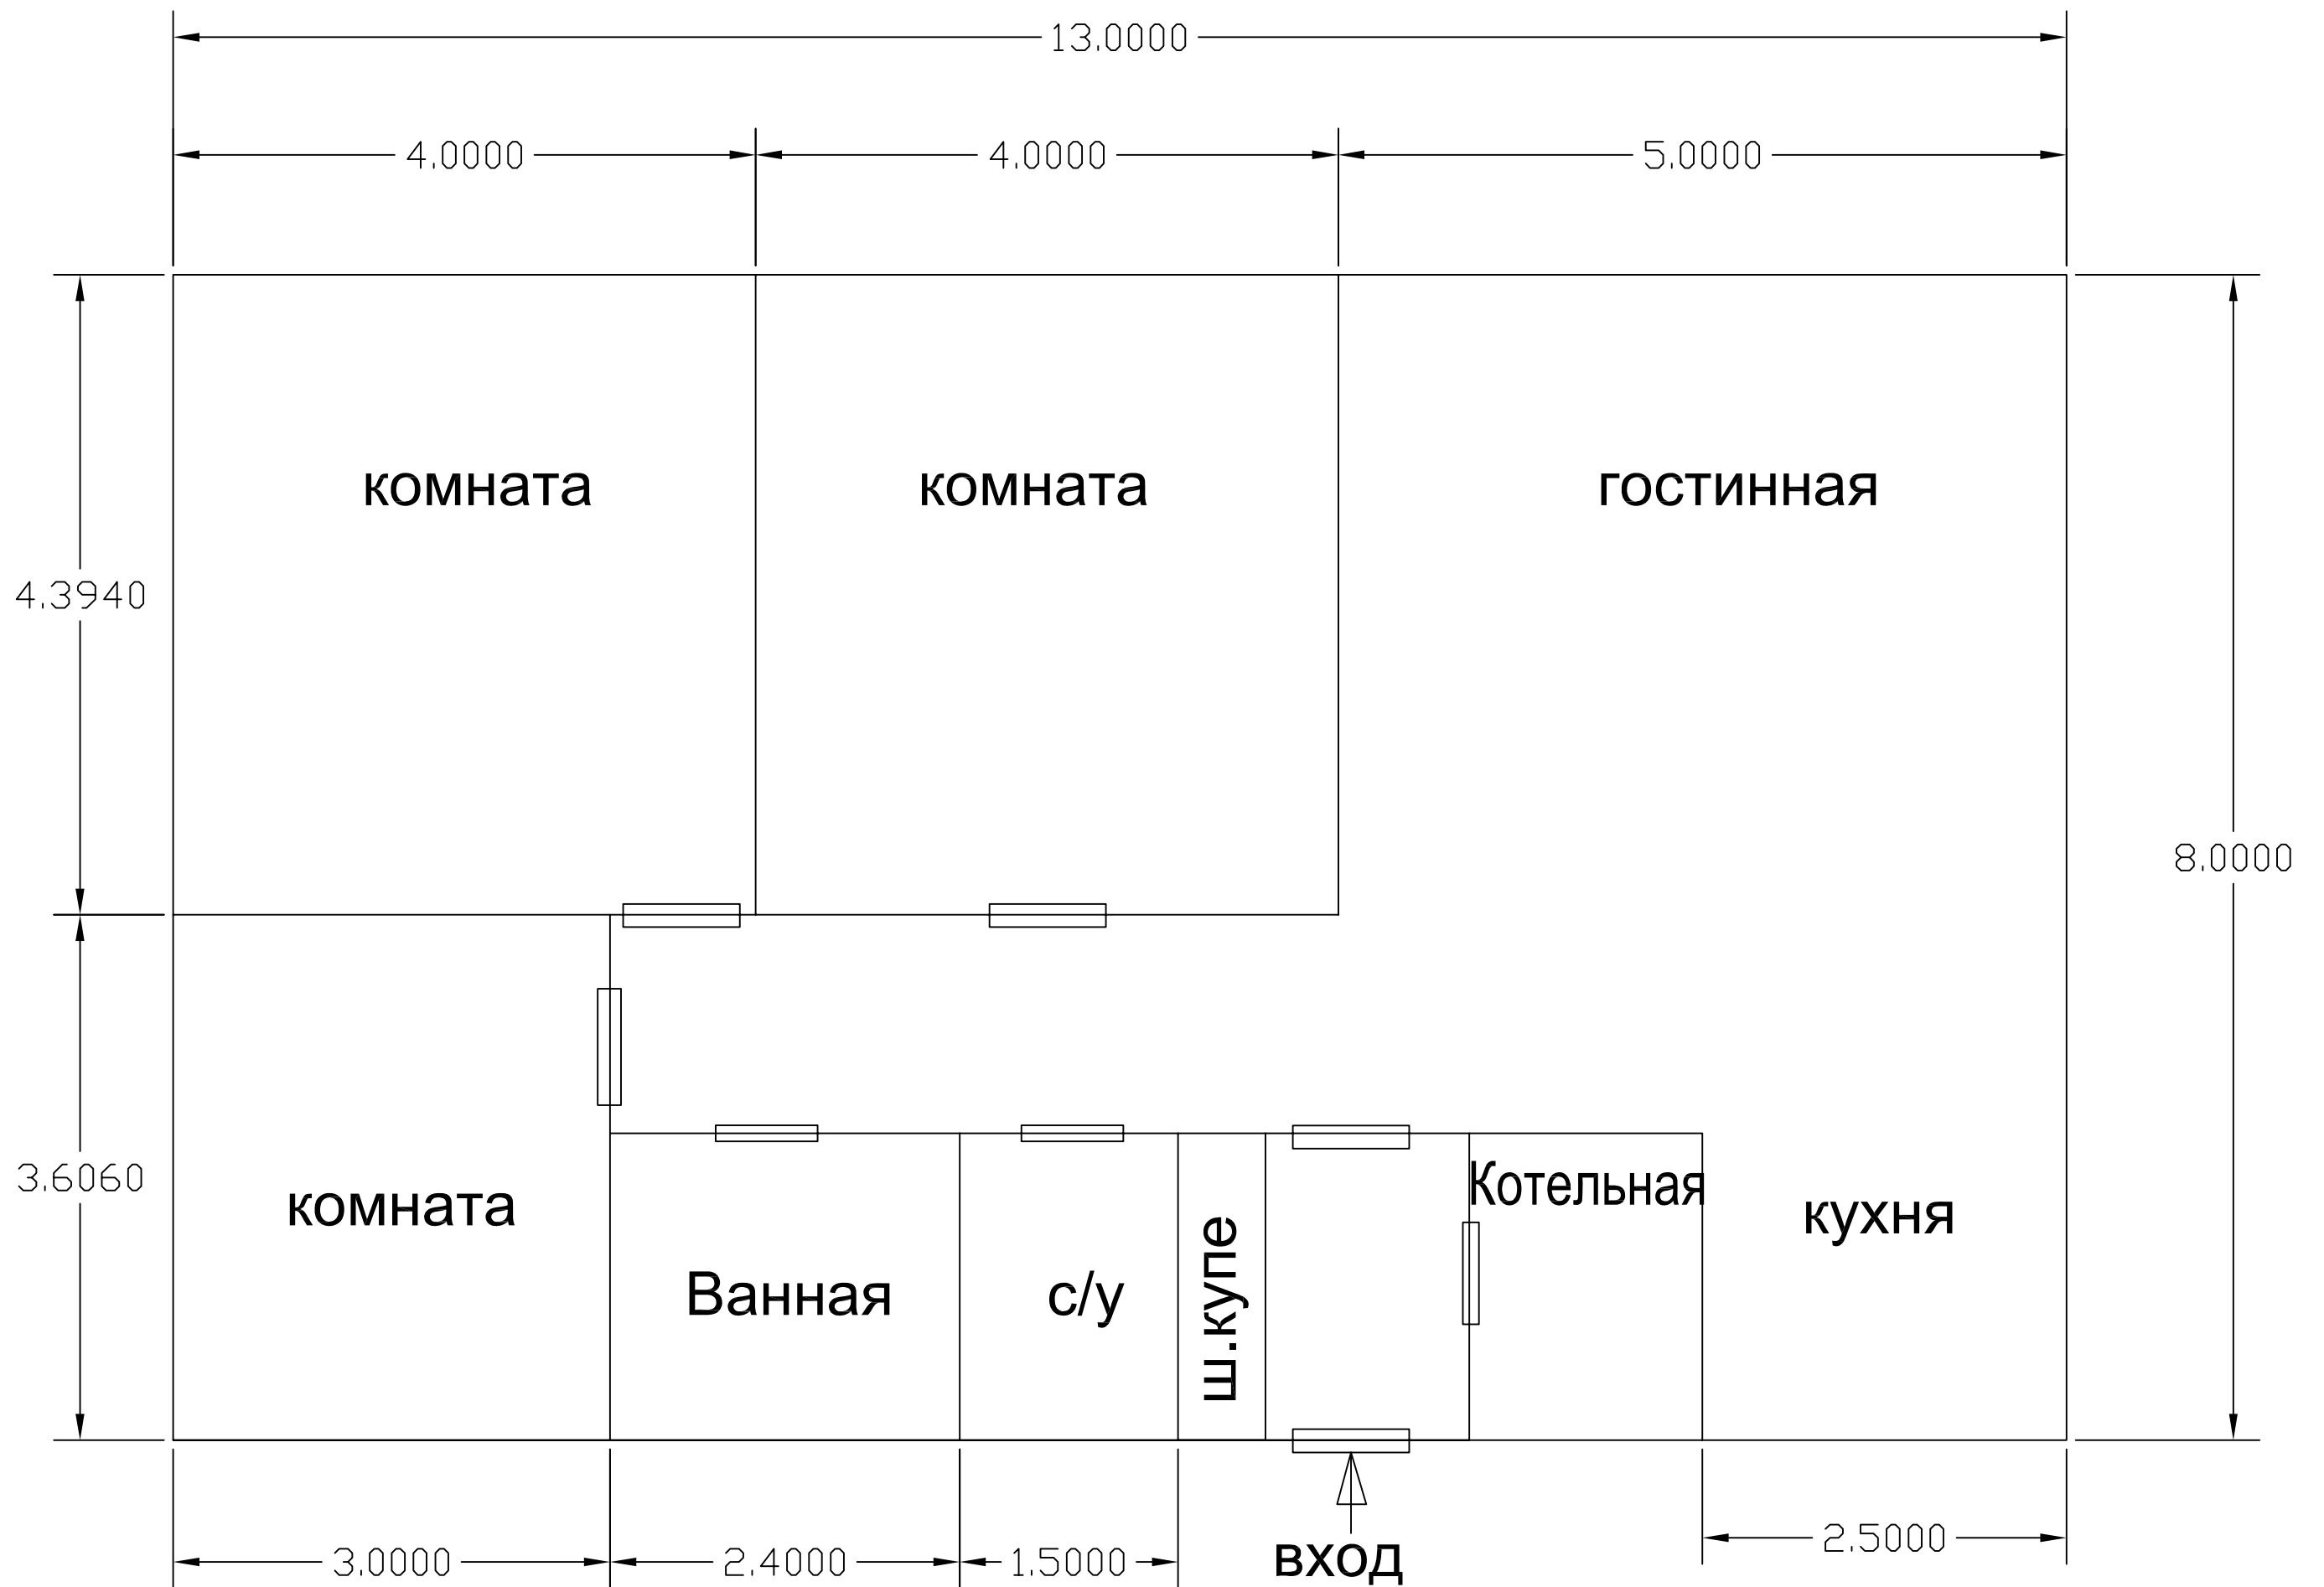 13.0000
4.0000
4.0000
5.0000
комната
комната
гостинная
4.3940
8.0000
3.6060
комната
Ванная
с/у
ш.купе
Котельная
кухня
3.0000
2.4000
1.5000
вход
2.5000